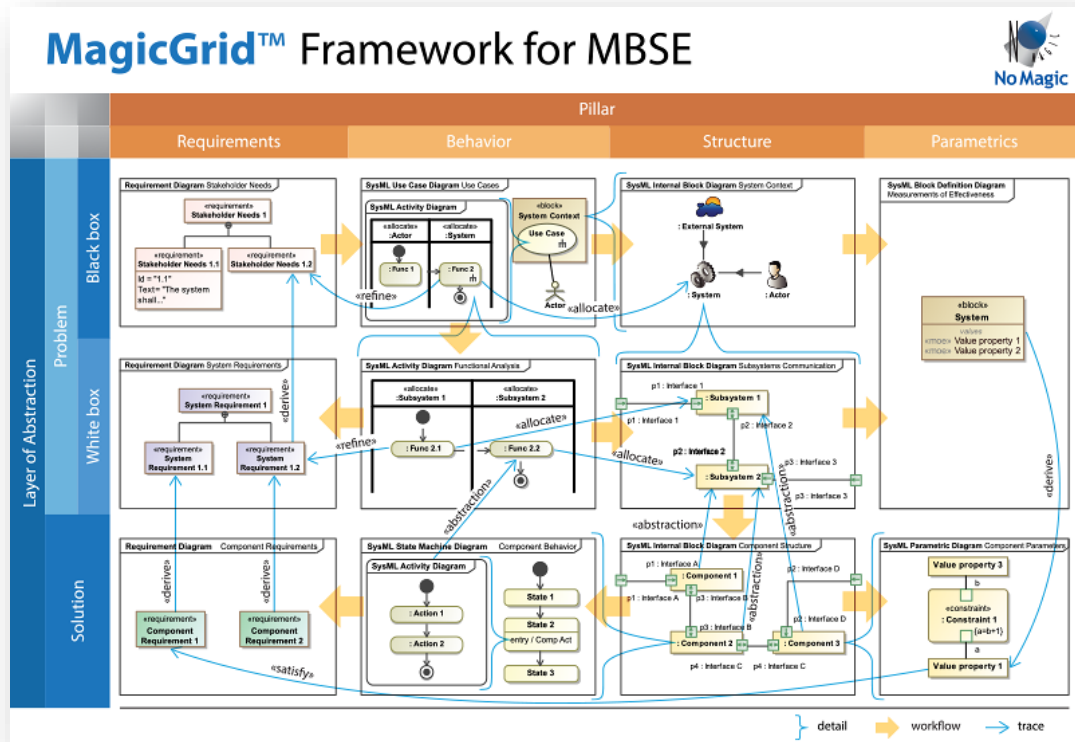 MagicGrid™ Framework for MBSE
No Magic
Pillar
Requirements
Behavior
Structure
Parametrics
Layer of Abstraction
Problem
Black box
White box
Solution
Requirement Diagram Stakeholder Needs
«requirement»
Stakeholder Needs 1
«requirement»
Stakeholder Needs 1.1
Id = "1.1"
Text= "The system
shall..."
«requirement»
Stakeholder Needs 1.2
SysML Use Case Diagram Use Cases
SysML Activity Diagram
«allocate»
:Actor
«allocate»
:System
: Func 1
: Func 2
«block»
System Context
Use Case
Actor
«refine»
«allocate»
SysML Internal Block Diagram System Context
: External System
: System
: Actor
SysML Block Definition Diagram
Measures of Effectiveness
«block»
System
values
«moe» Value property 1
«moe» Value property 2
Requirement Diagram System Requirements
«requirement»
System Requirement 1
«requirement»
System
Requirement 1.1
«requirement»
System
Requirement 1.2
«derive»
«refine»
SysML Activity Diagram Functional Analysis
«allocate»
:Subsystem 1
«allocate»
:Subsystem 2
: Func 2.1
: Func 2.2
«allocate»
«allocate»
«abstraction»
SysML Internal Block Diagram Subsystems Communication
p1 : Interface 1
: Subsystem 1
p1 : Interface 1
p2 : Interface 2
p2 : Interface 2
p3 : Interface 3
: Subsystem 2
p3 : Interface 3
«abstraction»
«abstraction»
«abstraction»
«derive»
Requirement Diagram Component Requirements
«derive»
«derive»
«requirement»
Component
Requirement 1
«requirement»
Component
Requirement 2
«satisfy»
SysML State Machine Diagram Component Behavior
SysML Activity Diagram
: Action 1
: Action 2
State 1
State 2
entry / Comp Act
State 3
SysML Internal Block Diagram Component Structure
p1 : Interface A
: Component 1
p1 : Interface A
p3 : Interface B
p2 : Interface D
p3 : Interface B
p2 : Interface D
: Component 2
: Component 3
p4 : Interface C
p4 : Interface C
SysML Parametric Diagram Component Parameters
Value property 3
b
«constraint»
: Constraint 1
{a=b+1}
a
Value property 1
detail
workflow
trace